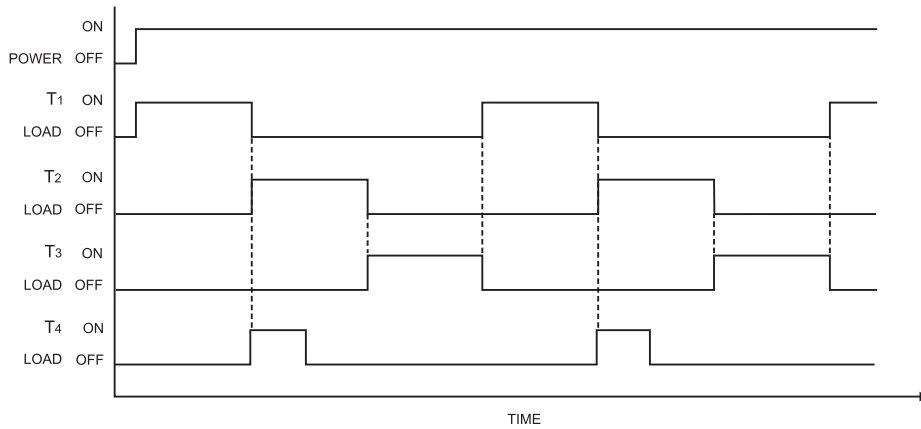 ON
POWER OFF
T1 ON
LOAD OFF
T2 ON
LOAD OFF
T3 ON
LOAD OFF
T4 ON
LOAD OFF
TIME